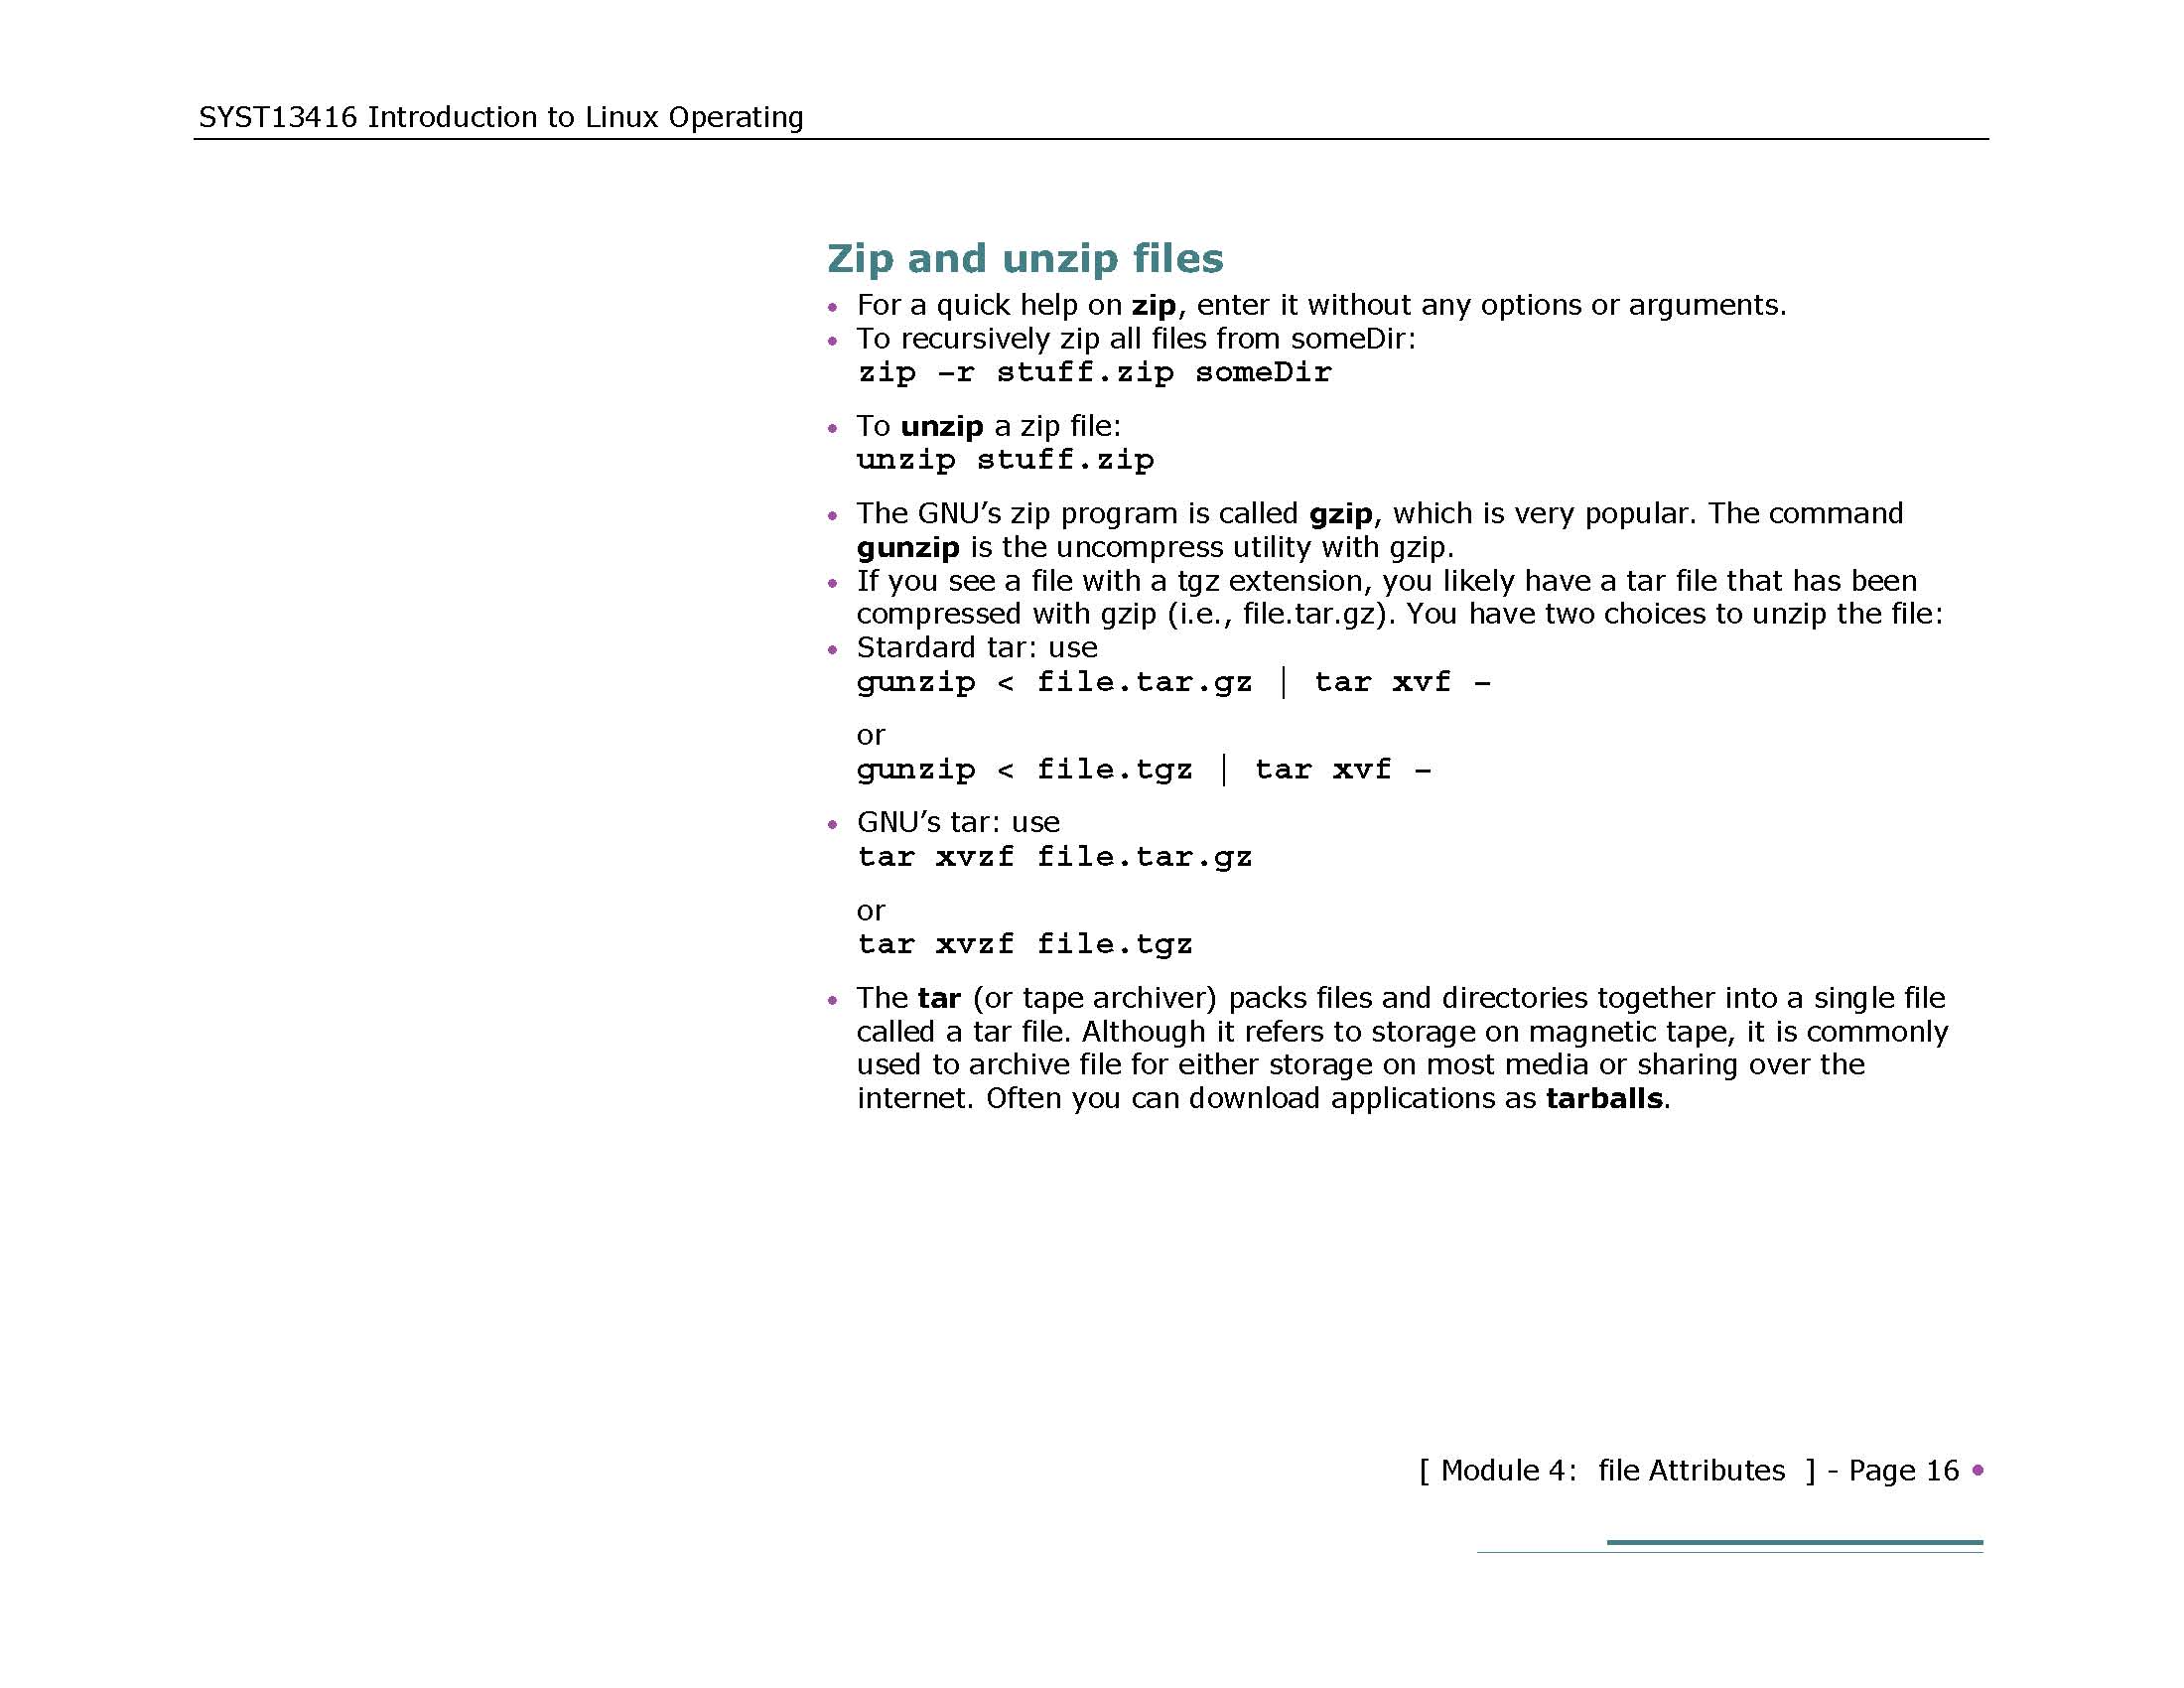 SYST13416 Introduction to Linux Operating
Zip and unzip files
• For a quick help on zip, enter it without any options or arguments.
• To recursively zip all files from someDir:
zip –r stuff.zip someDir
• To unzip a zip file:
unzip stuff.zip
• The GNU’s zip program is called gzip, which is very popular. The command
gunzip is the uncompress utility with gzip.
• If you see a file with a tgz extension, you likely have a tar file that has been
compressed with gzip (i.e., file.tar.gz). You have two choices to unzip the file:
• Stardard tar: use
gunzip < file.tar.gz | tar xvf –
or
gunzip < file.tgz | tar xvf –
• GNU’s tar: use
tar xvzf file.tar.gz
or
tar xvzf file.tgz
• The tar (or tape archiver) packs files and directories together into a single file
called a tar file. Although it refers to storage on magnetic tape, it is commonly
used to archive file for either storage on most media or sharing over the
internet. Often you can download applications as tarballs.
[ Module 4:  file Attributes  ] - Page 16 •